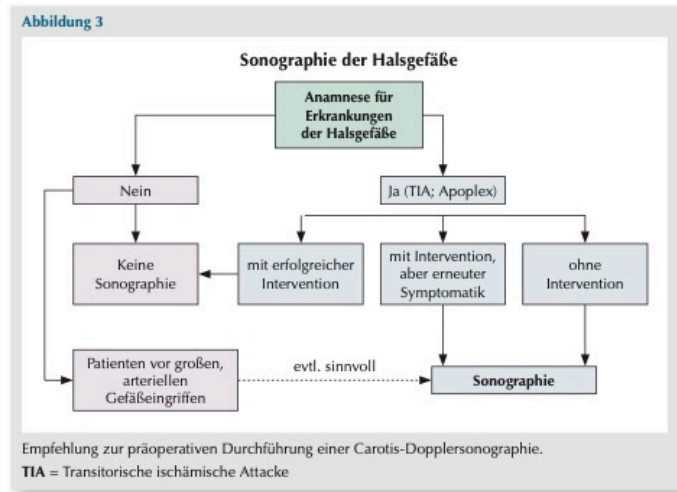 Abbildung 3
Sonographie der Halsgefäße
Anamnese für
Erkrankungen
der Halsgefäße
Nein
Ja (TIA; Apoplex)
Keine
Sonographie
mit erfolgreicher
Intervention
mit Intervention,
aber erneuter
Symptomatik
ohne
Intervention
Patienten vor großen,
arteriellen
Gefäßeingriffen
evtl. sinnvoll
Sonographie
Empfehlung zur präoperativen Durchführung einer Carotis-Dopplersonographie.
TIA = Transitorische ischämische Attacke